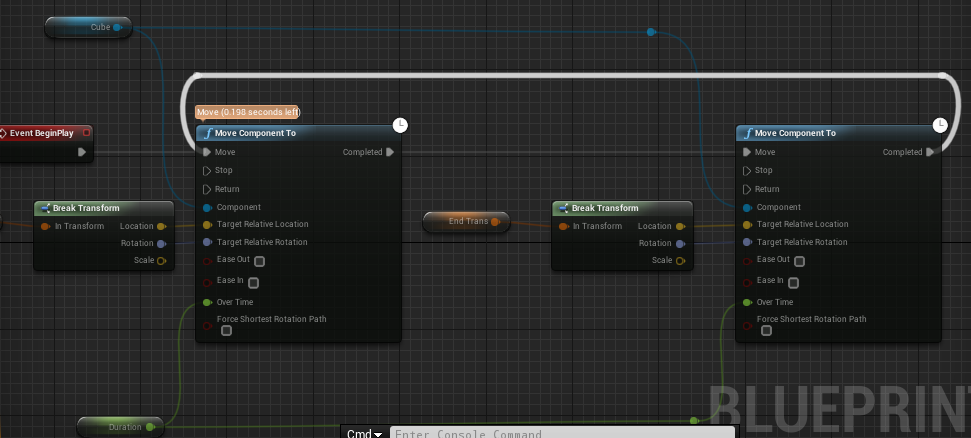 Cube
Move (0.198 seconds left)
Event BeginPlay
Move Component To
Move
Completed
Stop
Return
Component
Target Relative Location
Target Relative Rotation
Ease Out
Ease In
Over Time
Force Shortest Rotation Path
Break Transform
In Transform
Location
Rotation
Scale
End Trans
Break Transform
In Transform
Location
Rotation
Scale
Move Component To
Move
Completed
Stop
Return
Component
Target Relative Location
Target Relative Rotation
Ease Out
Ease In
Over Time
Force Shortest Rotation Path
Duration
BLUEPRINT
Cmd
Enter Console Command